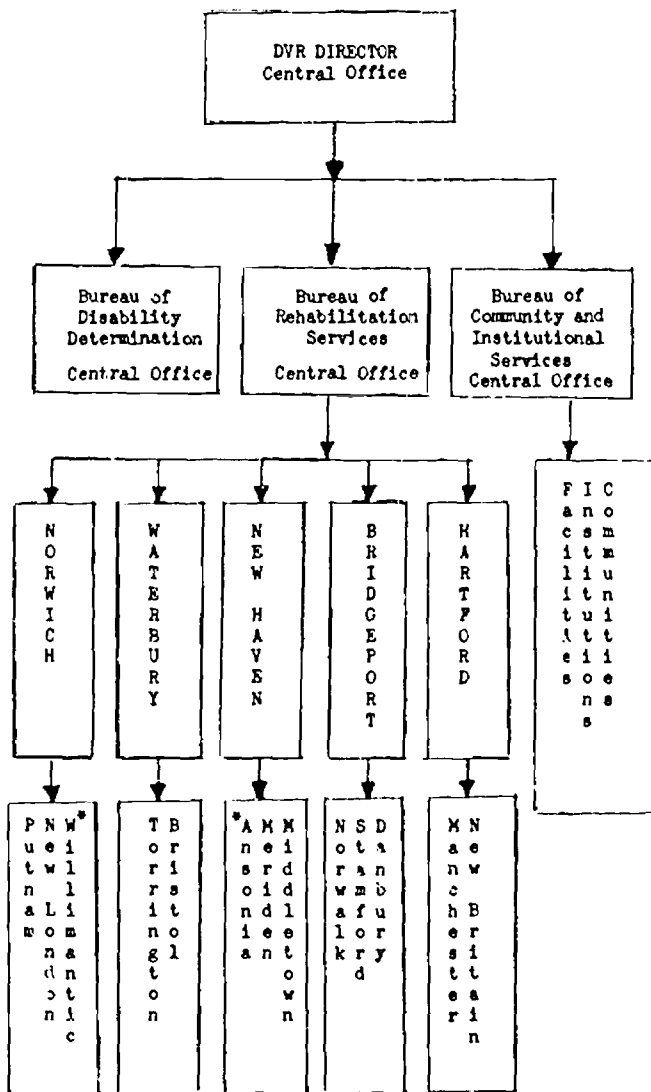 DVR DIRECTOR
Central Office
Bureau of
Disability
Determination
Central Office
Bureau of
Rehabilitation
Services
Central Office
Bureau of
Community and
Institutional
Services
Central Office
NORWICH
WATERBURY
NEW HAVEN
BRIDGEPORT
HARTFORD
Facilities
Institutions
Communities
Putnam
New London
Willimantic*
Torrington
Bristol
*Ansonia
Meriden
Middletown
Norwalk
Stamford
Danbury
Manchester
New Britain